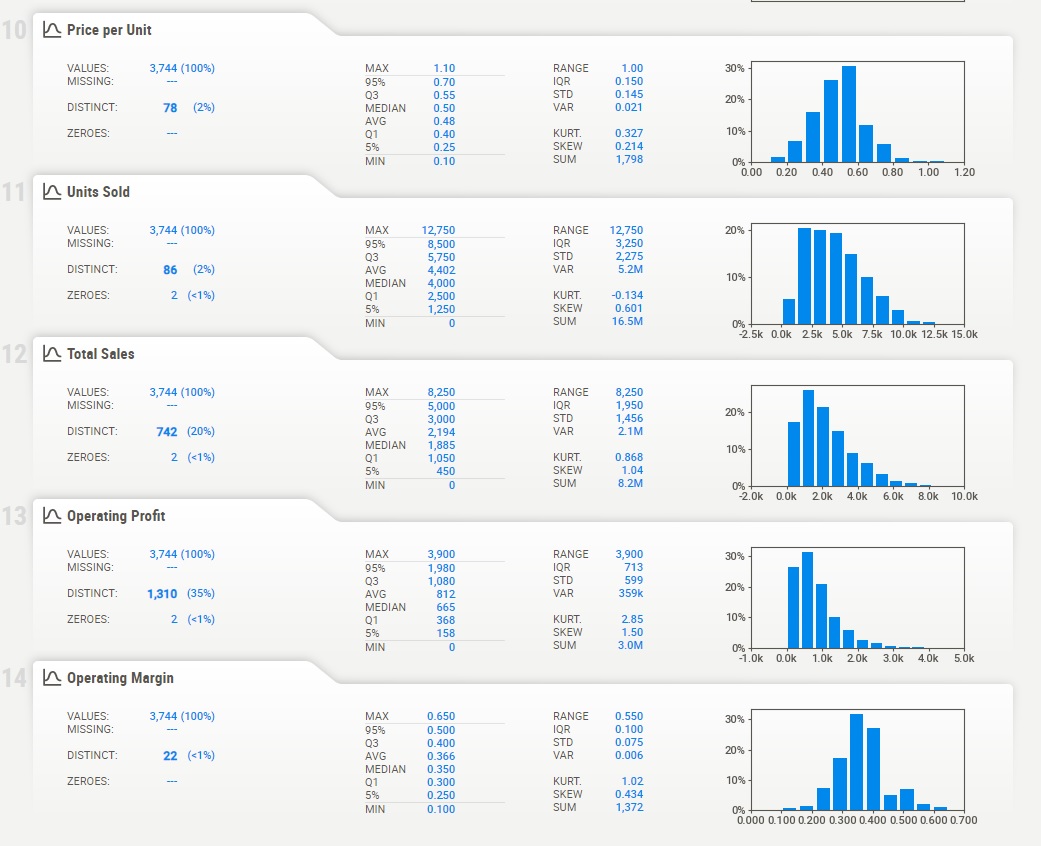 10 Price per Unit
VALUES: 3,744 (100%) MAX 1.10 RANGE 1.00
MISSING: --- 95% 0.70 IQR 0.150
Q3 0.55 STD 0.145
DISTINCT: 78 (2%) MEDIAN 0.50 VAR 0.021
AVG 0.48
ZEROES: --- Q1 0.40 KURT. 0.327
5% 0.25 SKEW 0.214
MIN 0.10 SUM 1,798
30%
20%
10%
0%
0.00 0.20 0.40 0.60 0.80 1.00 1.20
11 Units Sold
VALUES: 3,744 (100%) MAX 12,750 RANGE 12,750
MISSING: --- 95% 8,500 IQR 3,250
Q3 5,750 STD 2,275
DISTINCT: 86 (2%) AVG 4,402 VAR 5.2M
MEDIAN 4,000
ZEROES: 2 (<1%) Q1 2,500 KURT. -0.134
5% 1,250 SKEW 0.601
MIN 0 SUM 16.5M
20%
10%
0%
-2.5k 0.0k 2.5k 5.0k 7.5k 10.0k 12.5k 15.0k
12 Total Sales
VALUES: 3,744 (100%) MAX 8,250 RANGE 8,250
MISSING: --- 95% 5,000 IQR 1,950
Q3 3,000 STD 1,456
DISTINCT: 742 (20%) AVG 2,194 VAR 2.1M
MEDIAN 1,885
ZEROES: 2 (<1%) Q1 1,050 KURT. 0.868
5% 450 SKEW 1.04
MIN 0 SUM 8.2M
20%
10%
0%
-2.0k 0.0k 2.0k 4.0k 6.0k 8.0k 10.0k
13 Operating Profit
VALUES: 3,744 (100%) MAX 3,900 RANGE 3,900
MISSING: --- 95% 1,980 IQR 713
Q3 1,080 STD 599
DISTINCT: 1,310 (35%) AVG 812 VAR 359k
MEDIAN 665
ZEROES: 2 (<1%) Q1 368 KURT. 2.85
5% 158 SKEW 1.50
MIN 0 SUM 3.0M
30%
20%
10%
0%
-1.0k 0.0k 1.0k 2.0k 3.0k 4.0k 5.0k
14 Operating Margin
VALUES: 3,744 (100%) MAX 0.650 RANGE 0.550
MISSING: --- 95% 0.500 IQR 0.100
Q3 0.400 STD 0.075
DISTINCT: 22 (<1%) AVG 0.366 VAR 0.006
MEDIAN 0.350
ZEROES: --- Q1 0.300 KURT. 1.02
5% 0.250 SKEW 0.434
MIN 0.100 SUM 1,372
30%
20%
10%
0%
0.000 0.100 0.200 0.300 0.400 0.500 0.600 0.700